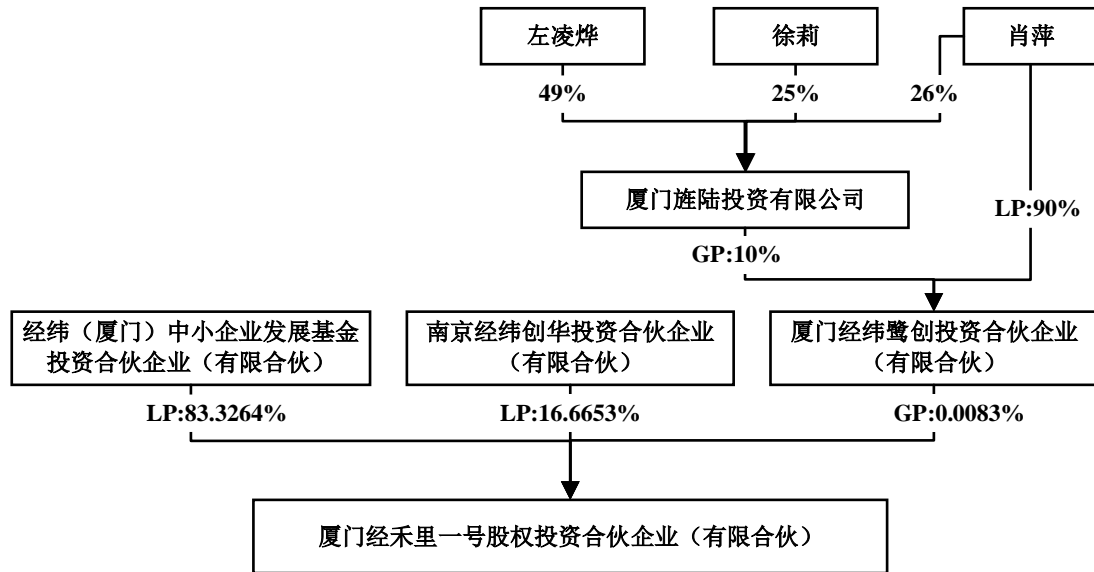 左凌烨
徐莉
肖萍
49%
25%
26%
厦门旌陆投资有限公司
LP:90%
GP:10%
经纬（厦门）中小企业发展基金
投资合伙企业（有限合伙）
南京经纬创华投资合伙企业
（有限合伙）
厦门经纬鹭创投资合伙企业
（有限合伙）
LP:83.3264%
LP:16.6653%
GP:0.0083%
厦门经禾里一号股权投资合伙企业（有限合伙）